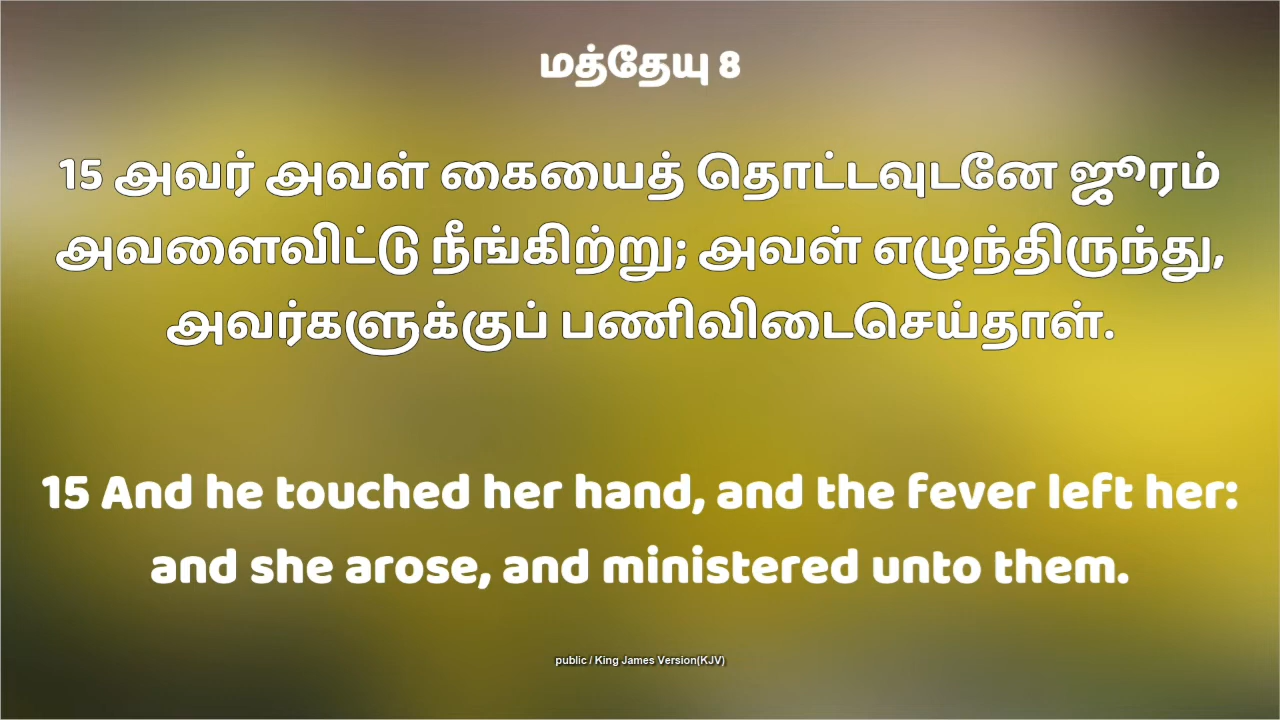 மத்தேயு 8
15 அவர் அவள் கையைத் தொட்டவுடனே ஜூரம்
அவளைவிட்டு நீங்கிற்று; அவள் எழுந்திருந்து,
அவர்களுக்குப் பணிவிடைசெய்தாள்.
15 And he touched her hand, and the fever left her:
and she arose, and ministered unto them.
public / King James Version(KJV)